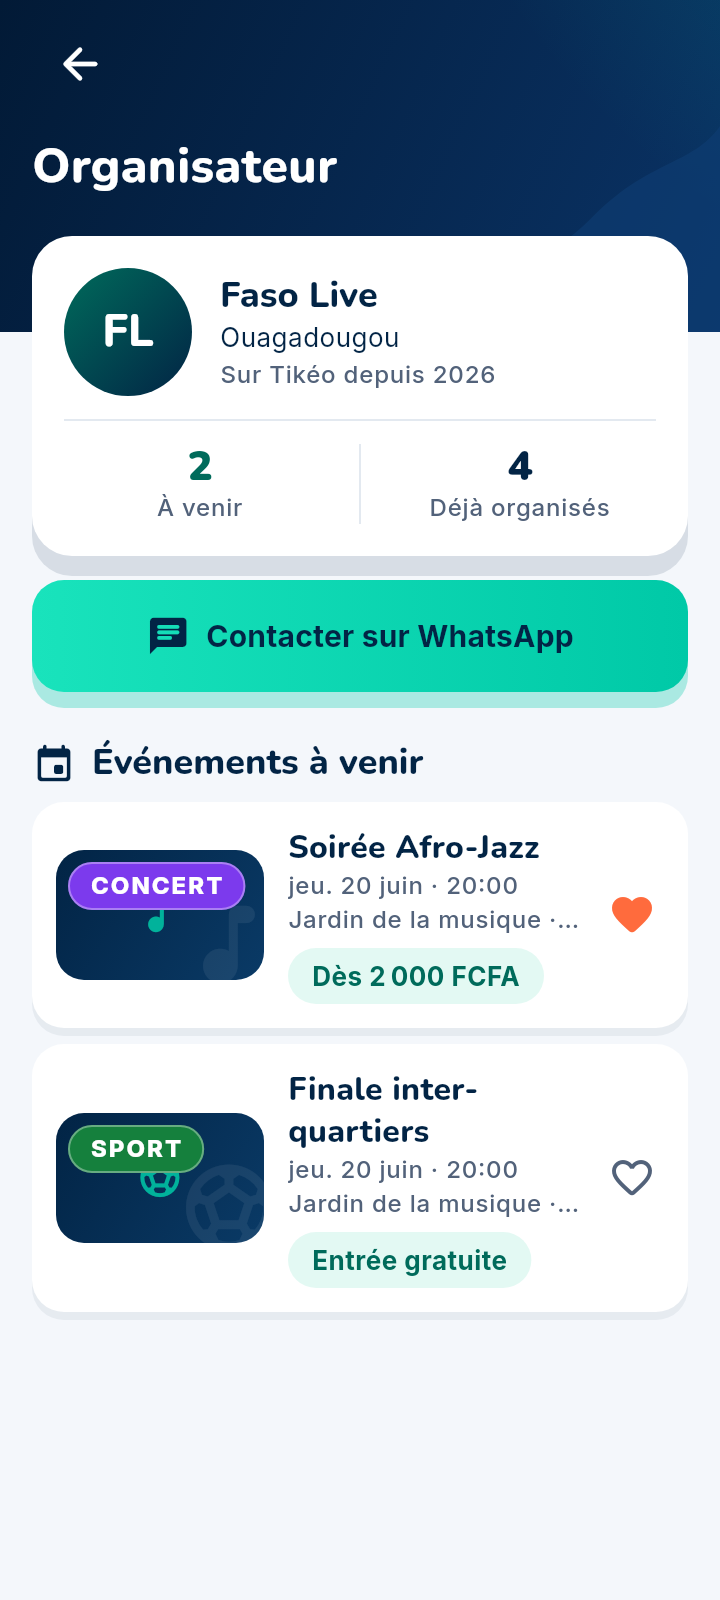 Organisateur
FL
Faso Live
Ouagadougou
Sur Tikéo depuis 2026
2
À venir
4
Déjà organisés
Contacter sur WhatsApp
Événements à venir
CONCERT
Soirée Afro-Jazz
jeu. 20 juin · 20:00
Jardin de la musique ·…
Dès 2 000 FCFA
SPORT
Finale inter-
quartiers
jeu. 20 juin · 20:00
Jardin de la musique ·…
Entrée gratuite